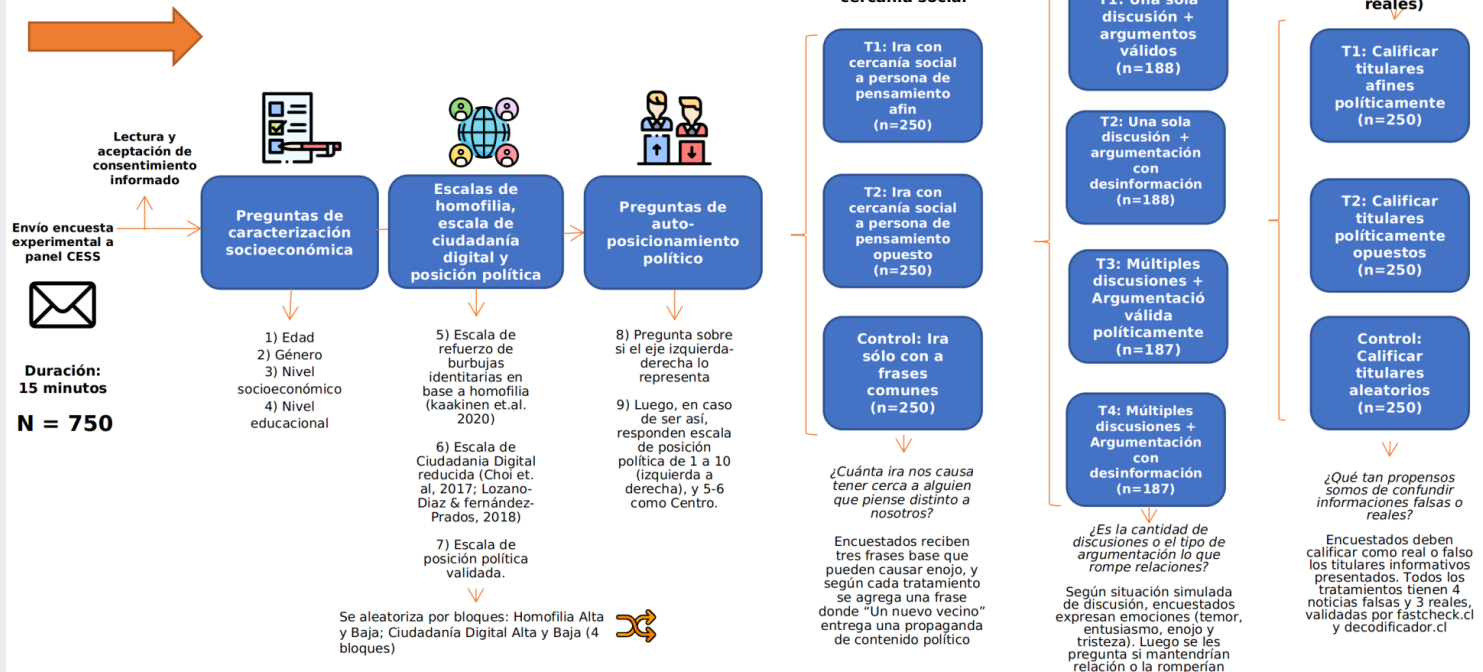 Lectura y
aceptación de
consentimiento
informado
Envío encuesta
experimental a
panel CESS
Duración:
15 minutos
N = 750
Preguntas de
caracterización
socioeconómica
1) Edad
2) Género
3) Nivel
socioeconómico
4) Nivel
educacional
Escalas de
homofilia,
escala de
ciudadanía
digital y
posición política
5) Escala de
refuerzo de
burbujas
identitarias en
base a homofilia
(kaakinen et.al.
2020)
6) Escala de
Ciudadania Digital
reducida (Choi et.
al, 2017; Lozano-
Diaz & fernández-
Prados, 2018)
7) Escala de
posición política
validada.
Se aleatoriza por bloques: Homofilia Alta
y Baja; Ciudadanía Digital Alta y Baja (4
bloques)
Preguntas de
auto-
posicionamiento
político
8) Pregunta sobre
si el eje izquierda-
derecha lo
representa
9) Luego, en caso
de ser así,
responden escala
de posición
política de 1 a 10
(izquierda a
derecha), y 5-6
como Centro.
cercanía social
T1: Ira con
cercanía social
a persona de
pensamiento
afin
(n=250)
T2: Ira con
cercanía social
a persona de
pensamiento
opuesto
(n=250)
Control: Ira
sólo con a
frases
comunes
(n=250)
¿Cuánta ira nos causa
tener cerca a alguien
que piense distinto a
nosotros?
Encuestados reciben
tres frases base que
pueden causar enojo, y
según cada tratamiento
se agrega una frase
donde “Un nuevo vecino”
entrega una propaganda
de contenido político
T1: Una sola
discusión +
argumentos
válidos
(n=188)
T2: Una sola
discusión +
argumentación
con
desinformación
(n=188)
T3: Múltiples
discusiones +
Argumentació
válida
políticamente
(n=187)
T4: Múltiples
discusiones +
Argumentación
con
desinformación
(n=187)
¿Es la cantidad de
discusiones o el tipo de
argumentación lo que
rompe relaciones?
Según situación simulada
de discusión, encuestados
expresan emociones (temor,
entusiasmo, enojo y
tristeza). Luego se les
pregunta si mantendrían
relación o la romperían
reales)
T1: Calificar
titulares
afines
políticamente
(n=250)
T2: Calificar
titulares
políticamente
opuestos
(n=250)
Control:
Calificar
titulares
aleatorios
(n=250)
¿Qué tan propensos
somos de confundir
informaciones falsas o
reales?
Encuestados deben
calificar como real o falso
los titulares informativos
presentados. Todos los
tratamientos tienen 4
noticias falsas y 3 reales,
validadas por fastcheck.cl
y decodificador.cl